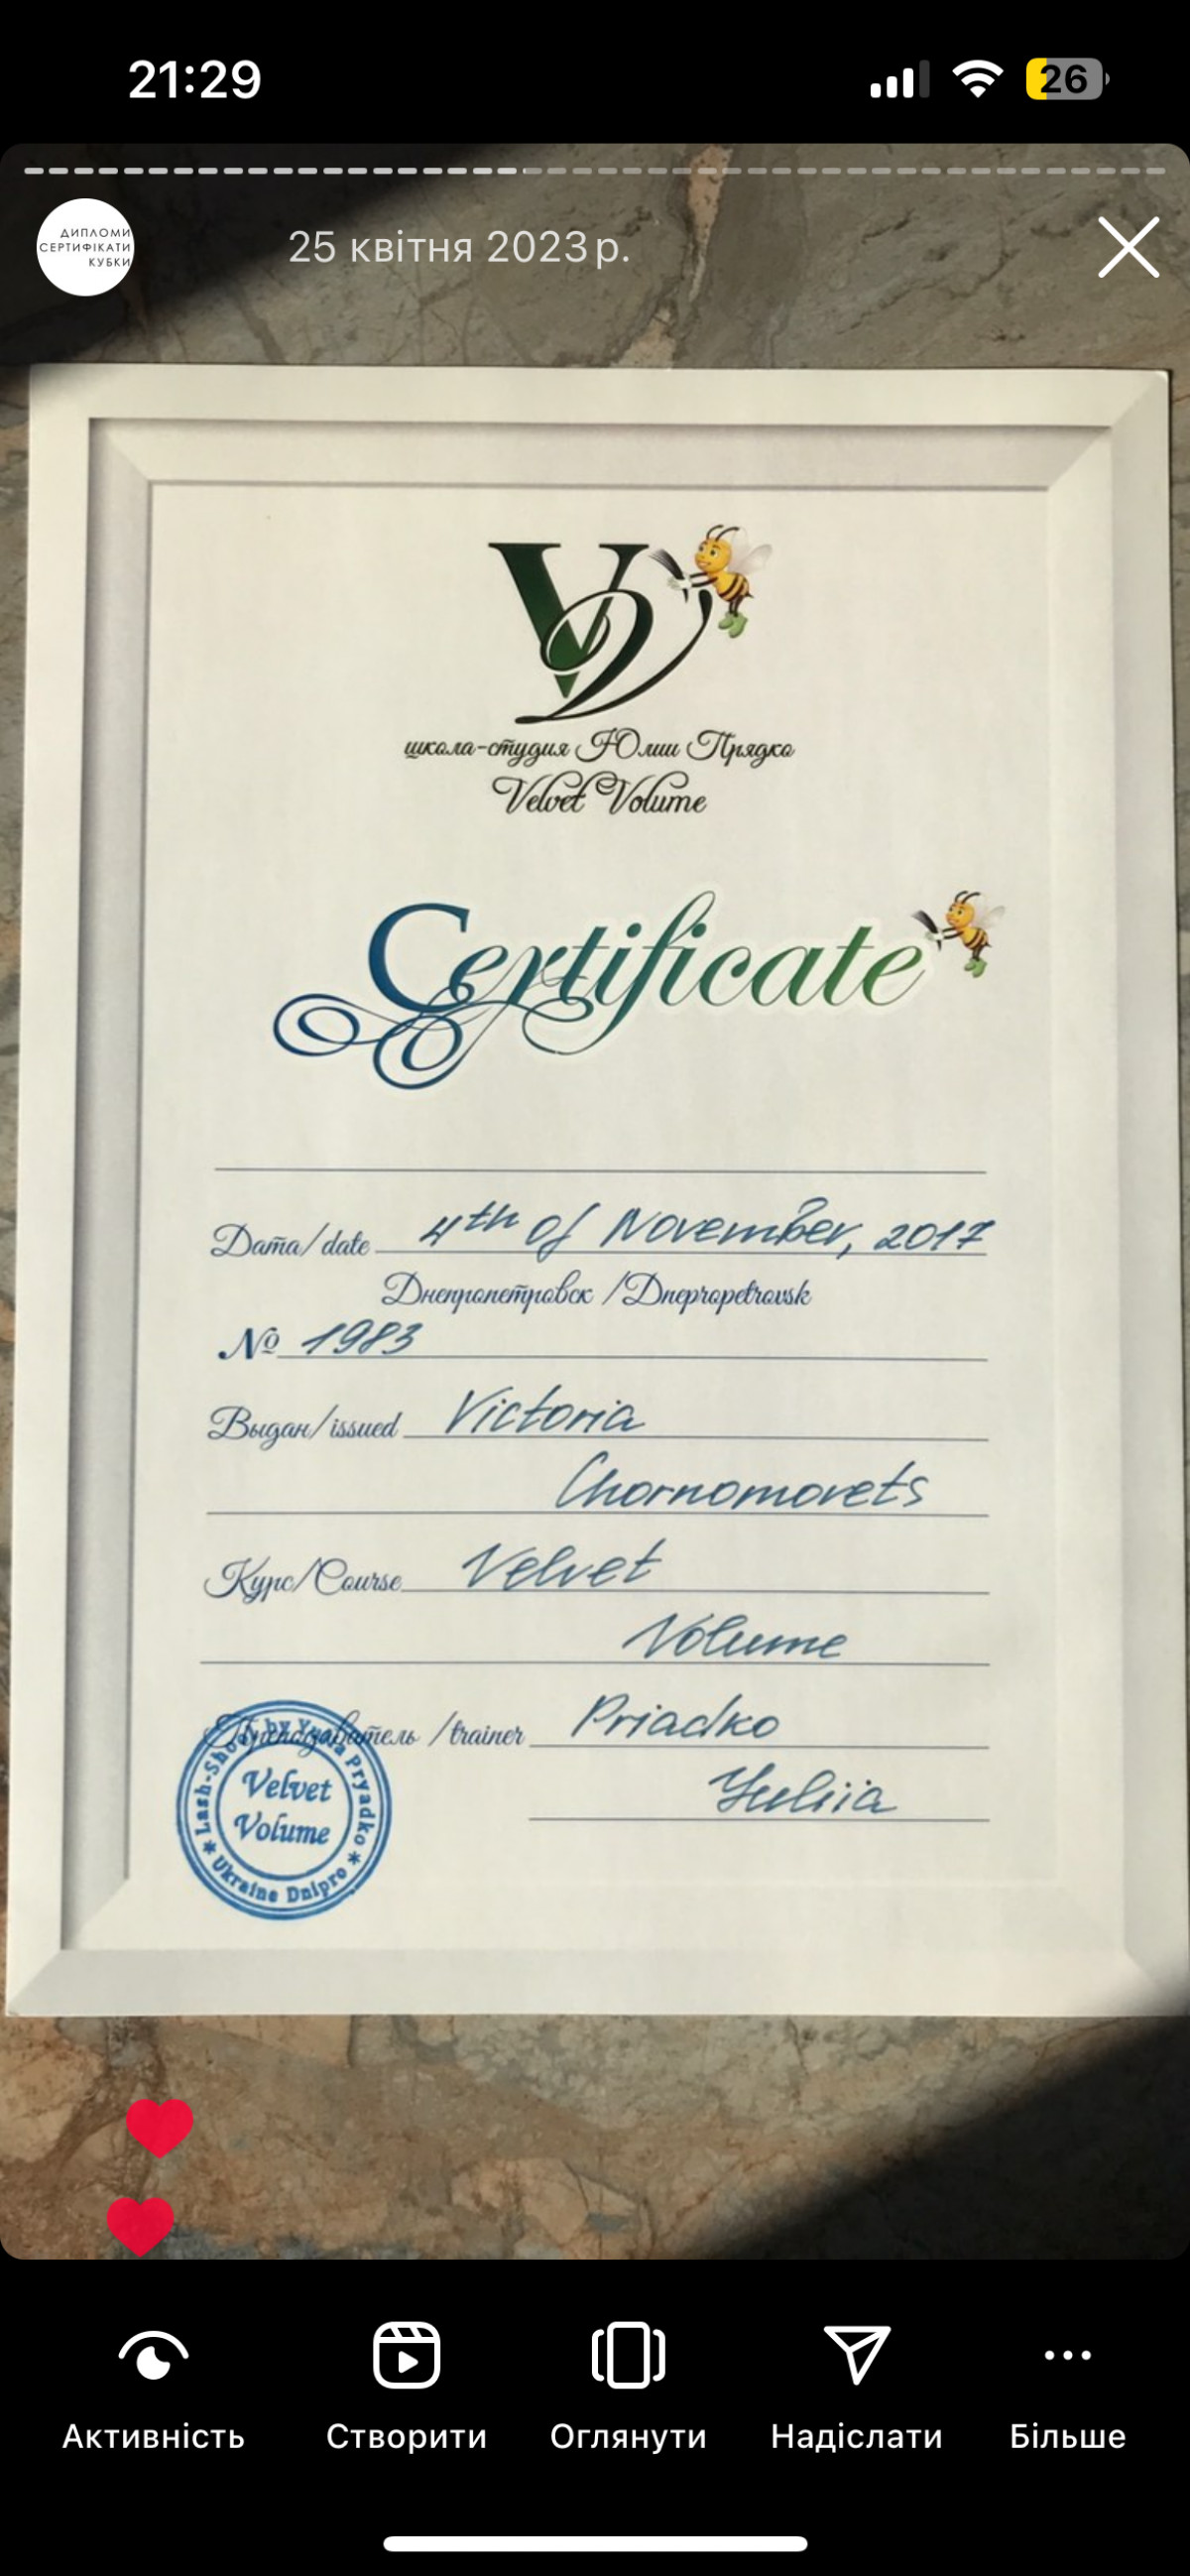 21:29
26
ДИПЛОМИ
СЕРТИФІКАТИ
КУБКИ
25 квітня 2023 р.
VV
школа-студия Юлии Прядко
Velvet Volume
Certificate
Дата/date 4th of November, 2017
Днепропетровск /Dnepropetrovsk
№ 1983
Выдан/issued Victoria
Chornomorets
Курс/Course Velvet
Volume
Преподаватель /trainer Priadko
Yuliia
Velvet
Volume
Ukraine Dnipro
Активність
Створити
Оглянути
Надіслати
Більше